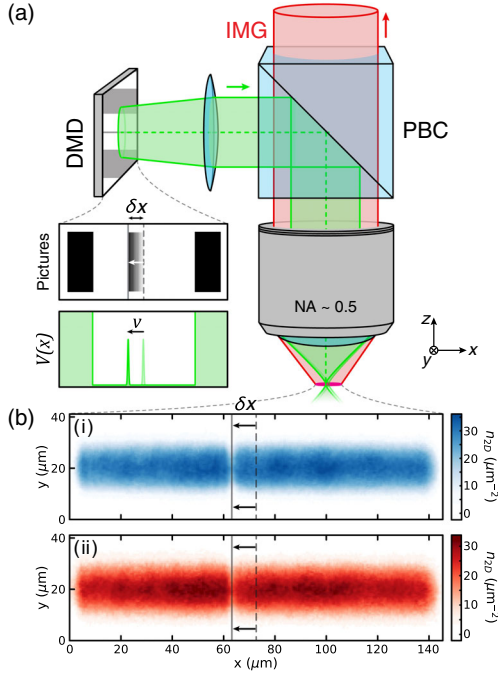 (a)
IMG
DMD
PBC
δx
Pictures
NA ~ 0.5
V(x)
v
z
y
x
(b)
δx
(i)
40
20
0
y (μm)
n2D (μm−2)
30
20
10
0
(ii)
40
20
0
y (μm)
n2D (μm−2)
30
20
10
0
0 20 40 60 80 100 120 140
x (μm)